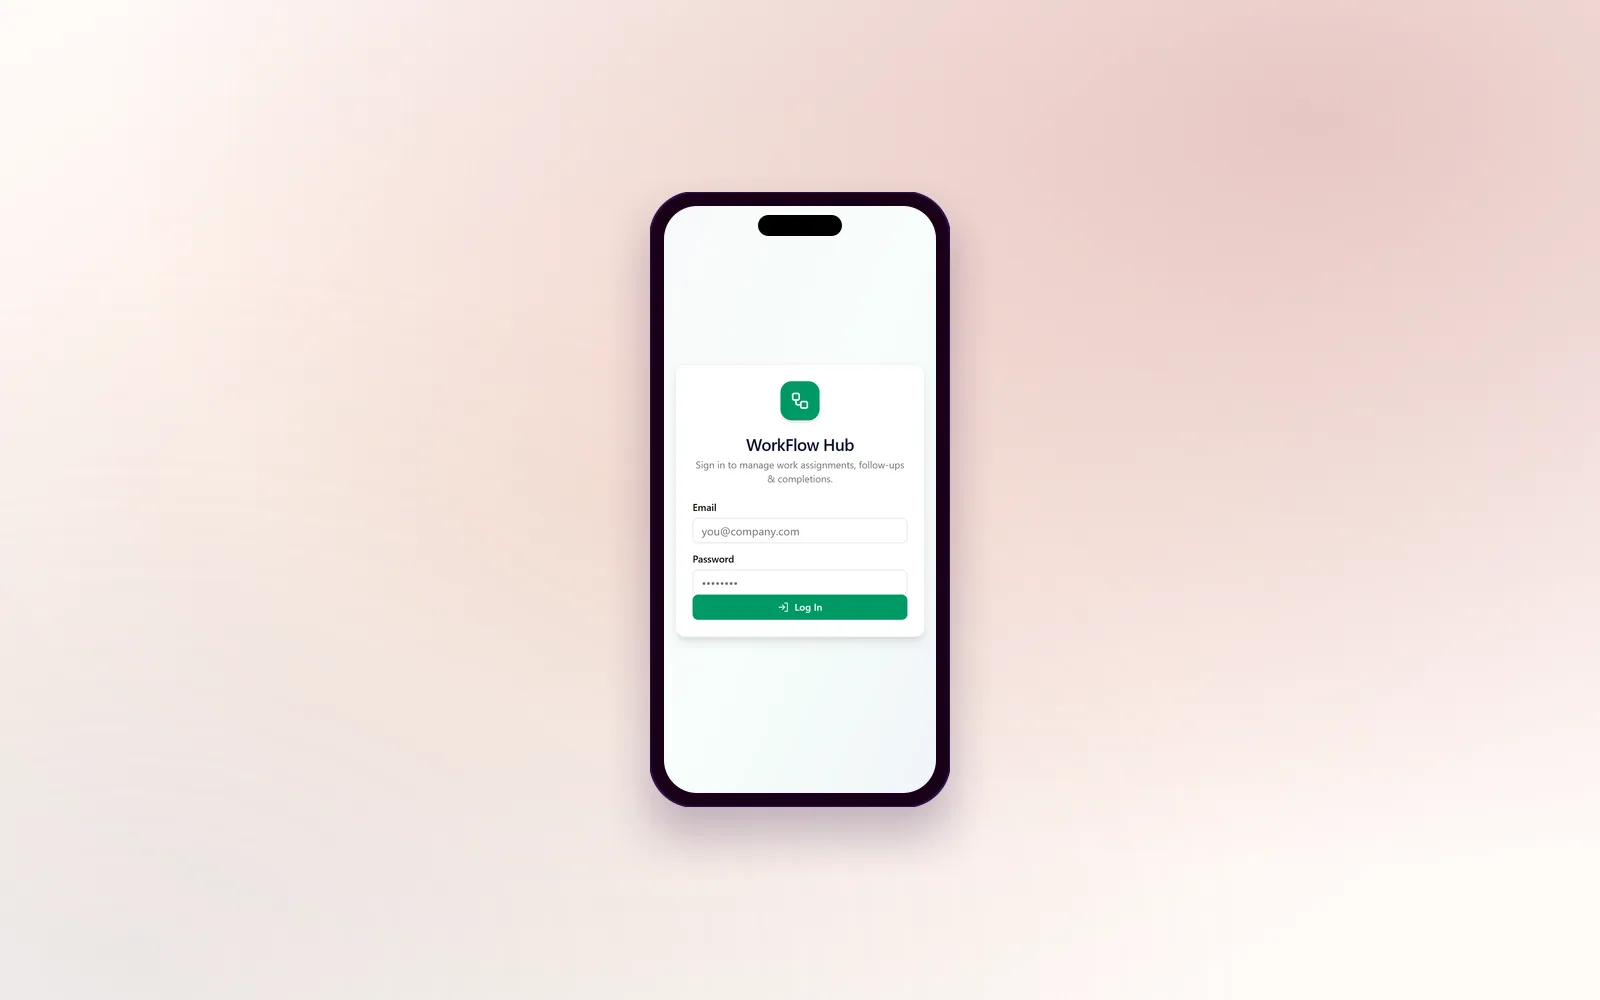 WorkFlow Hub
Sign in to manage work assignments, follow-ups
& completions.
Email
you@company.com
Password
••••••••
Log In